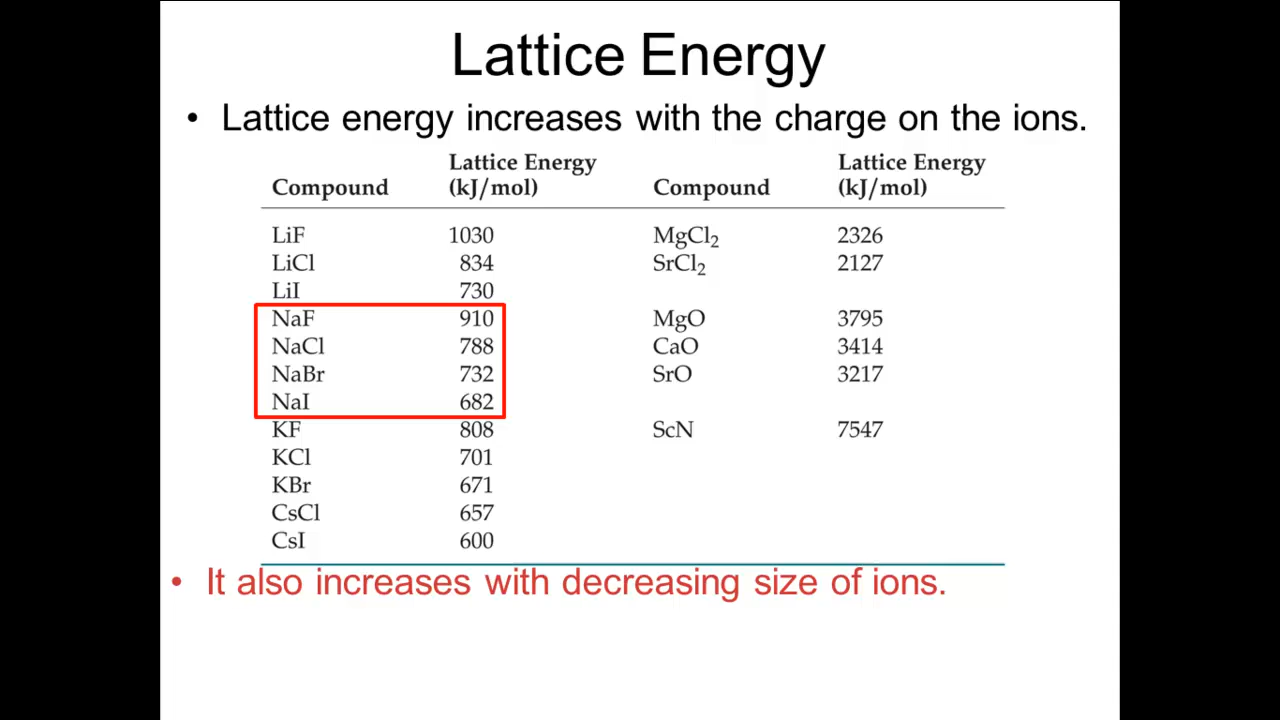 Lattice Energy
• Lattice energy increases with the charge on the ions.
Compound Lattice Energy (kJ/mol) Compound Lattice Energy (kJ/mol)
LiF 1030 MgCl₂ 2326
LiCl 834 SrCl₂ 2127
LiI 730
NaF 910 MgO 3795
NaCl 788 CaO 3414
NaBr 732 SrO 3217
NaI 682
KF 808 ScN 7547
KCl 701
KBr 671
CsCl 657
CsI 600
• It also increases with decreasing size of ions.